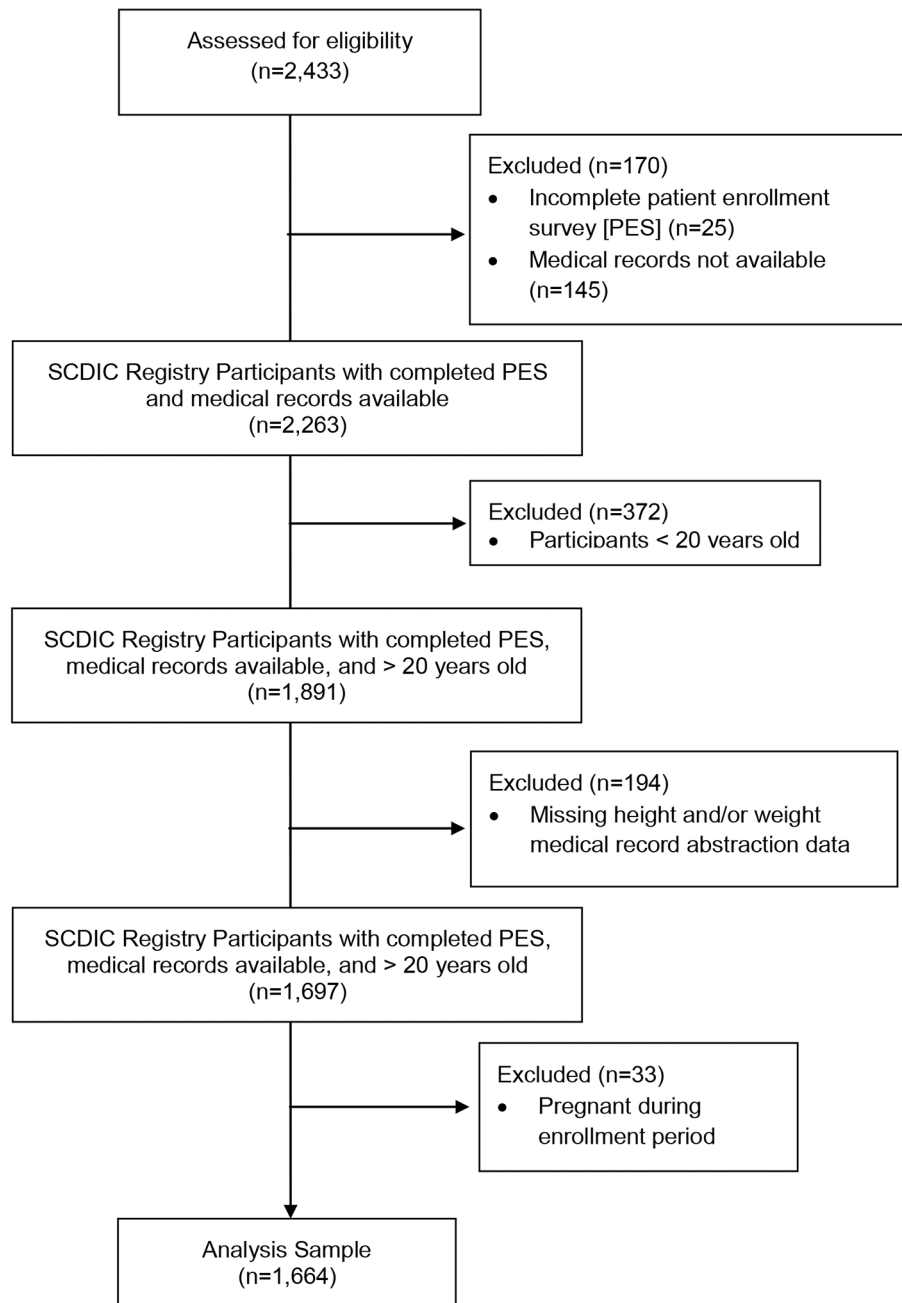 Assessed for eligibility
(n=2,433)
Excluded (n=170)
• Incomplete patient enrollment
survey [PES] (n=25)
• Medical records not available
(n=145)
SCDIC Registry Participants with completed PES
and medical records available
(n=2,263)
Excluded (n=372)
• Participants < 20 years old
SCDIC Registry Participants with completed PES,
medical records available, and > 20 years old
(n=1,891)
Excluded (n=194)
• Missing height and/or weight
medical record abstraction data
SCDIC Registry Participants with completed PES,
medical records available, and > 20 years old
(n=1,697)
Excluded (n=33)
• Pregnant during
enrollment period
Analysis Sample
(n=1,664)